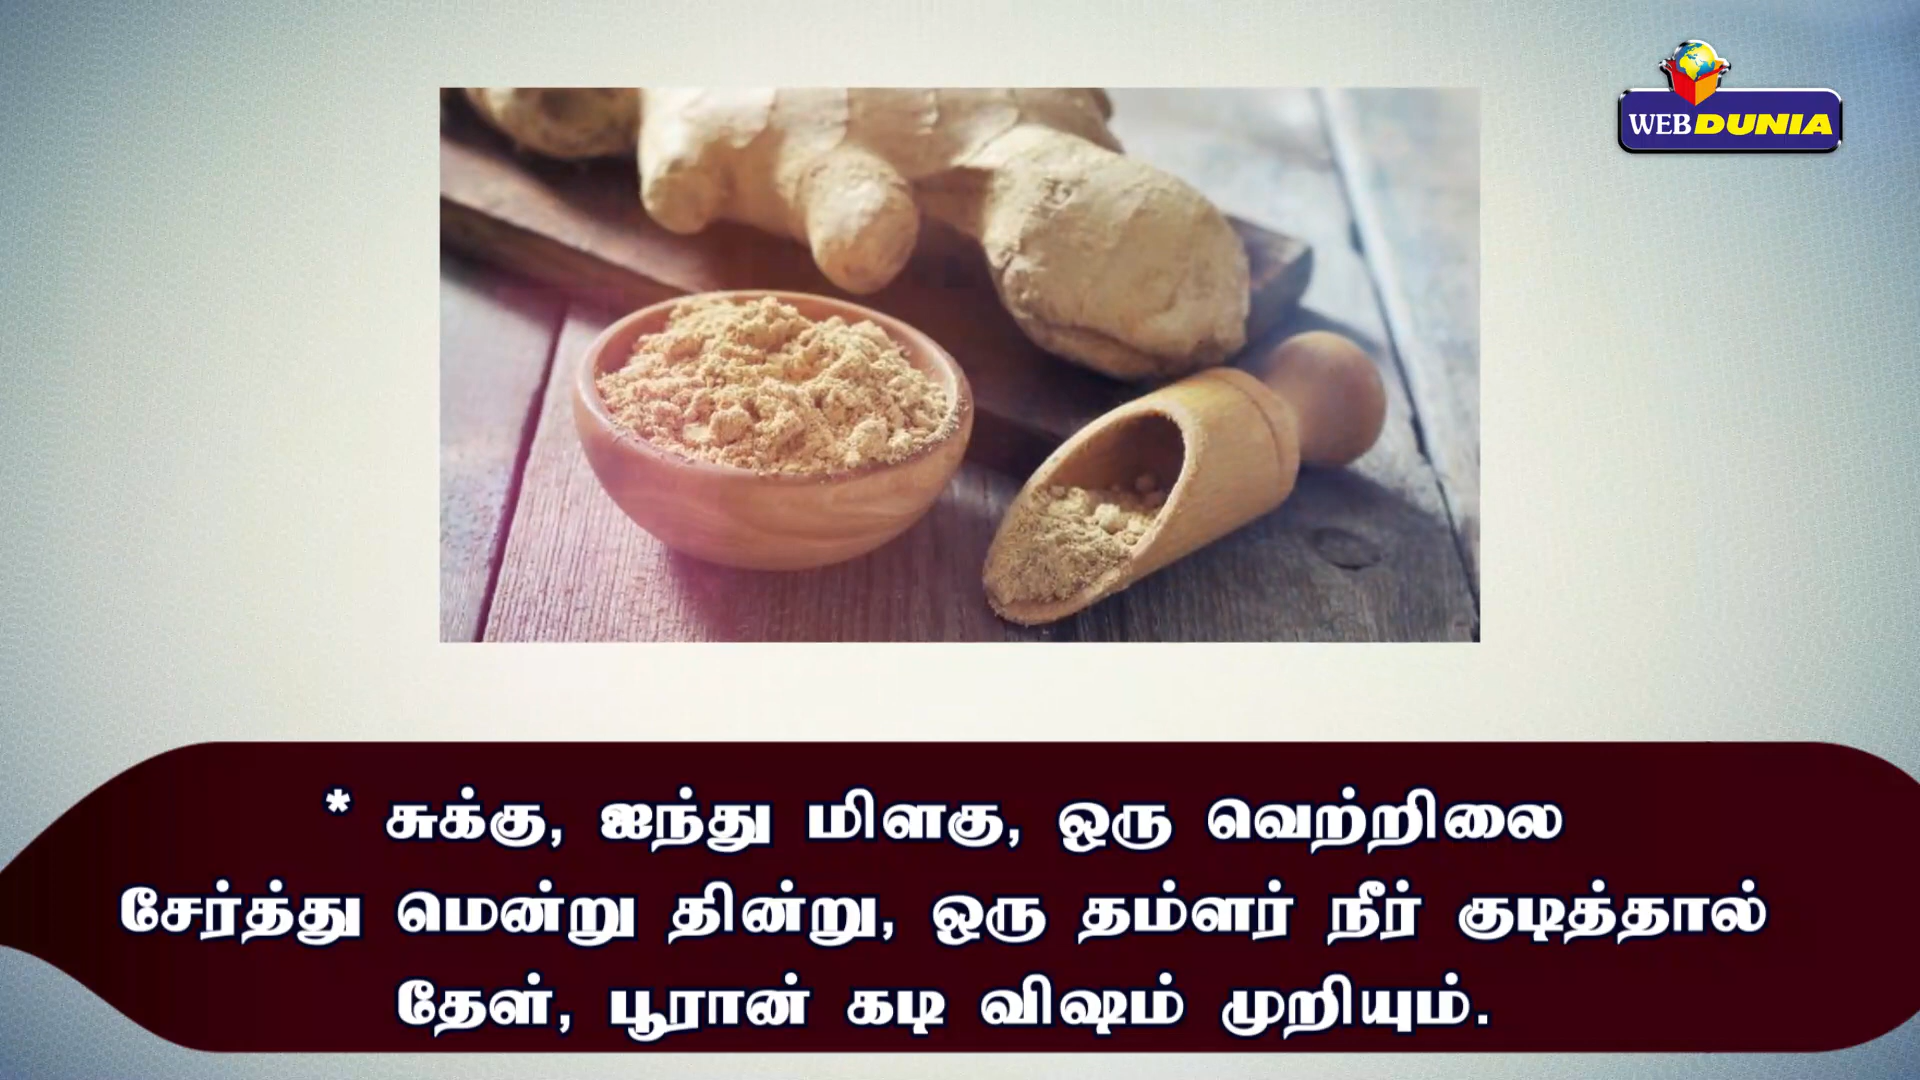 WEBDUNIA
* சுக்கு, ஐந்து மிளகு, ஒரு வெற்றிலை
சேர்த்து மென்று தின்று, ஒரு தம்ளர் நீர் குடித்தால்
தேள், பூரான் கடி விஷம் முறியும்.